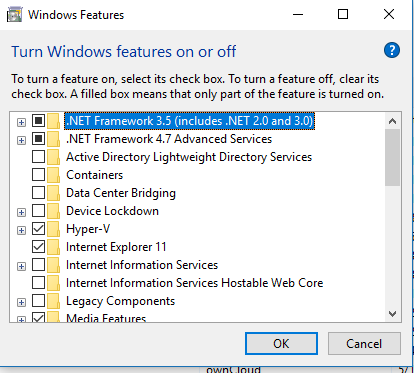 Windows Features
Turn Windows features on or off
To turn a feature on, select its check box. To turn a feature off, clear its
check box. A filled box means that only part of the feature is turned on.
.NET Framework 3.5 (includes .NET 2.0 and 3.0)
.NET Framework 4.7 Advanced Services
Active Directory Lightweight Directory Services
Containers
Data Center Bridging
Device Lockdown
Hyper-V
Internet Explorer 11
Internet Information Services
Internet Information Services Hostable Web Core
Legacy Components
Media Features
OK Cancel
ownCloud